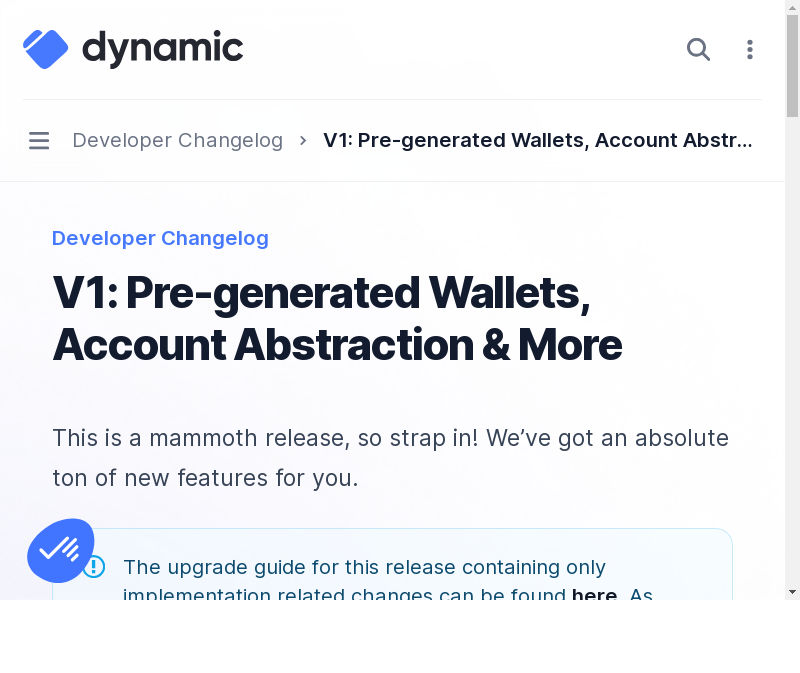 dynamic
Developer Changelog > V1: Pre-generated Wallets, Account Abstr...
Developer Changelog
V1: Pre-generated Wallets,
Account Abstraction & More
This is a mammoth release, so strap in! We’ve got an absolute
ton of new features for you.
The upgrade guide for this release containing only
implementation related changes can be found here. As